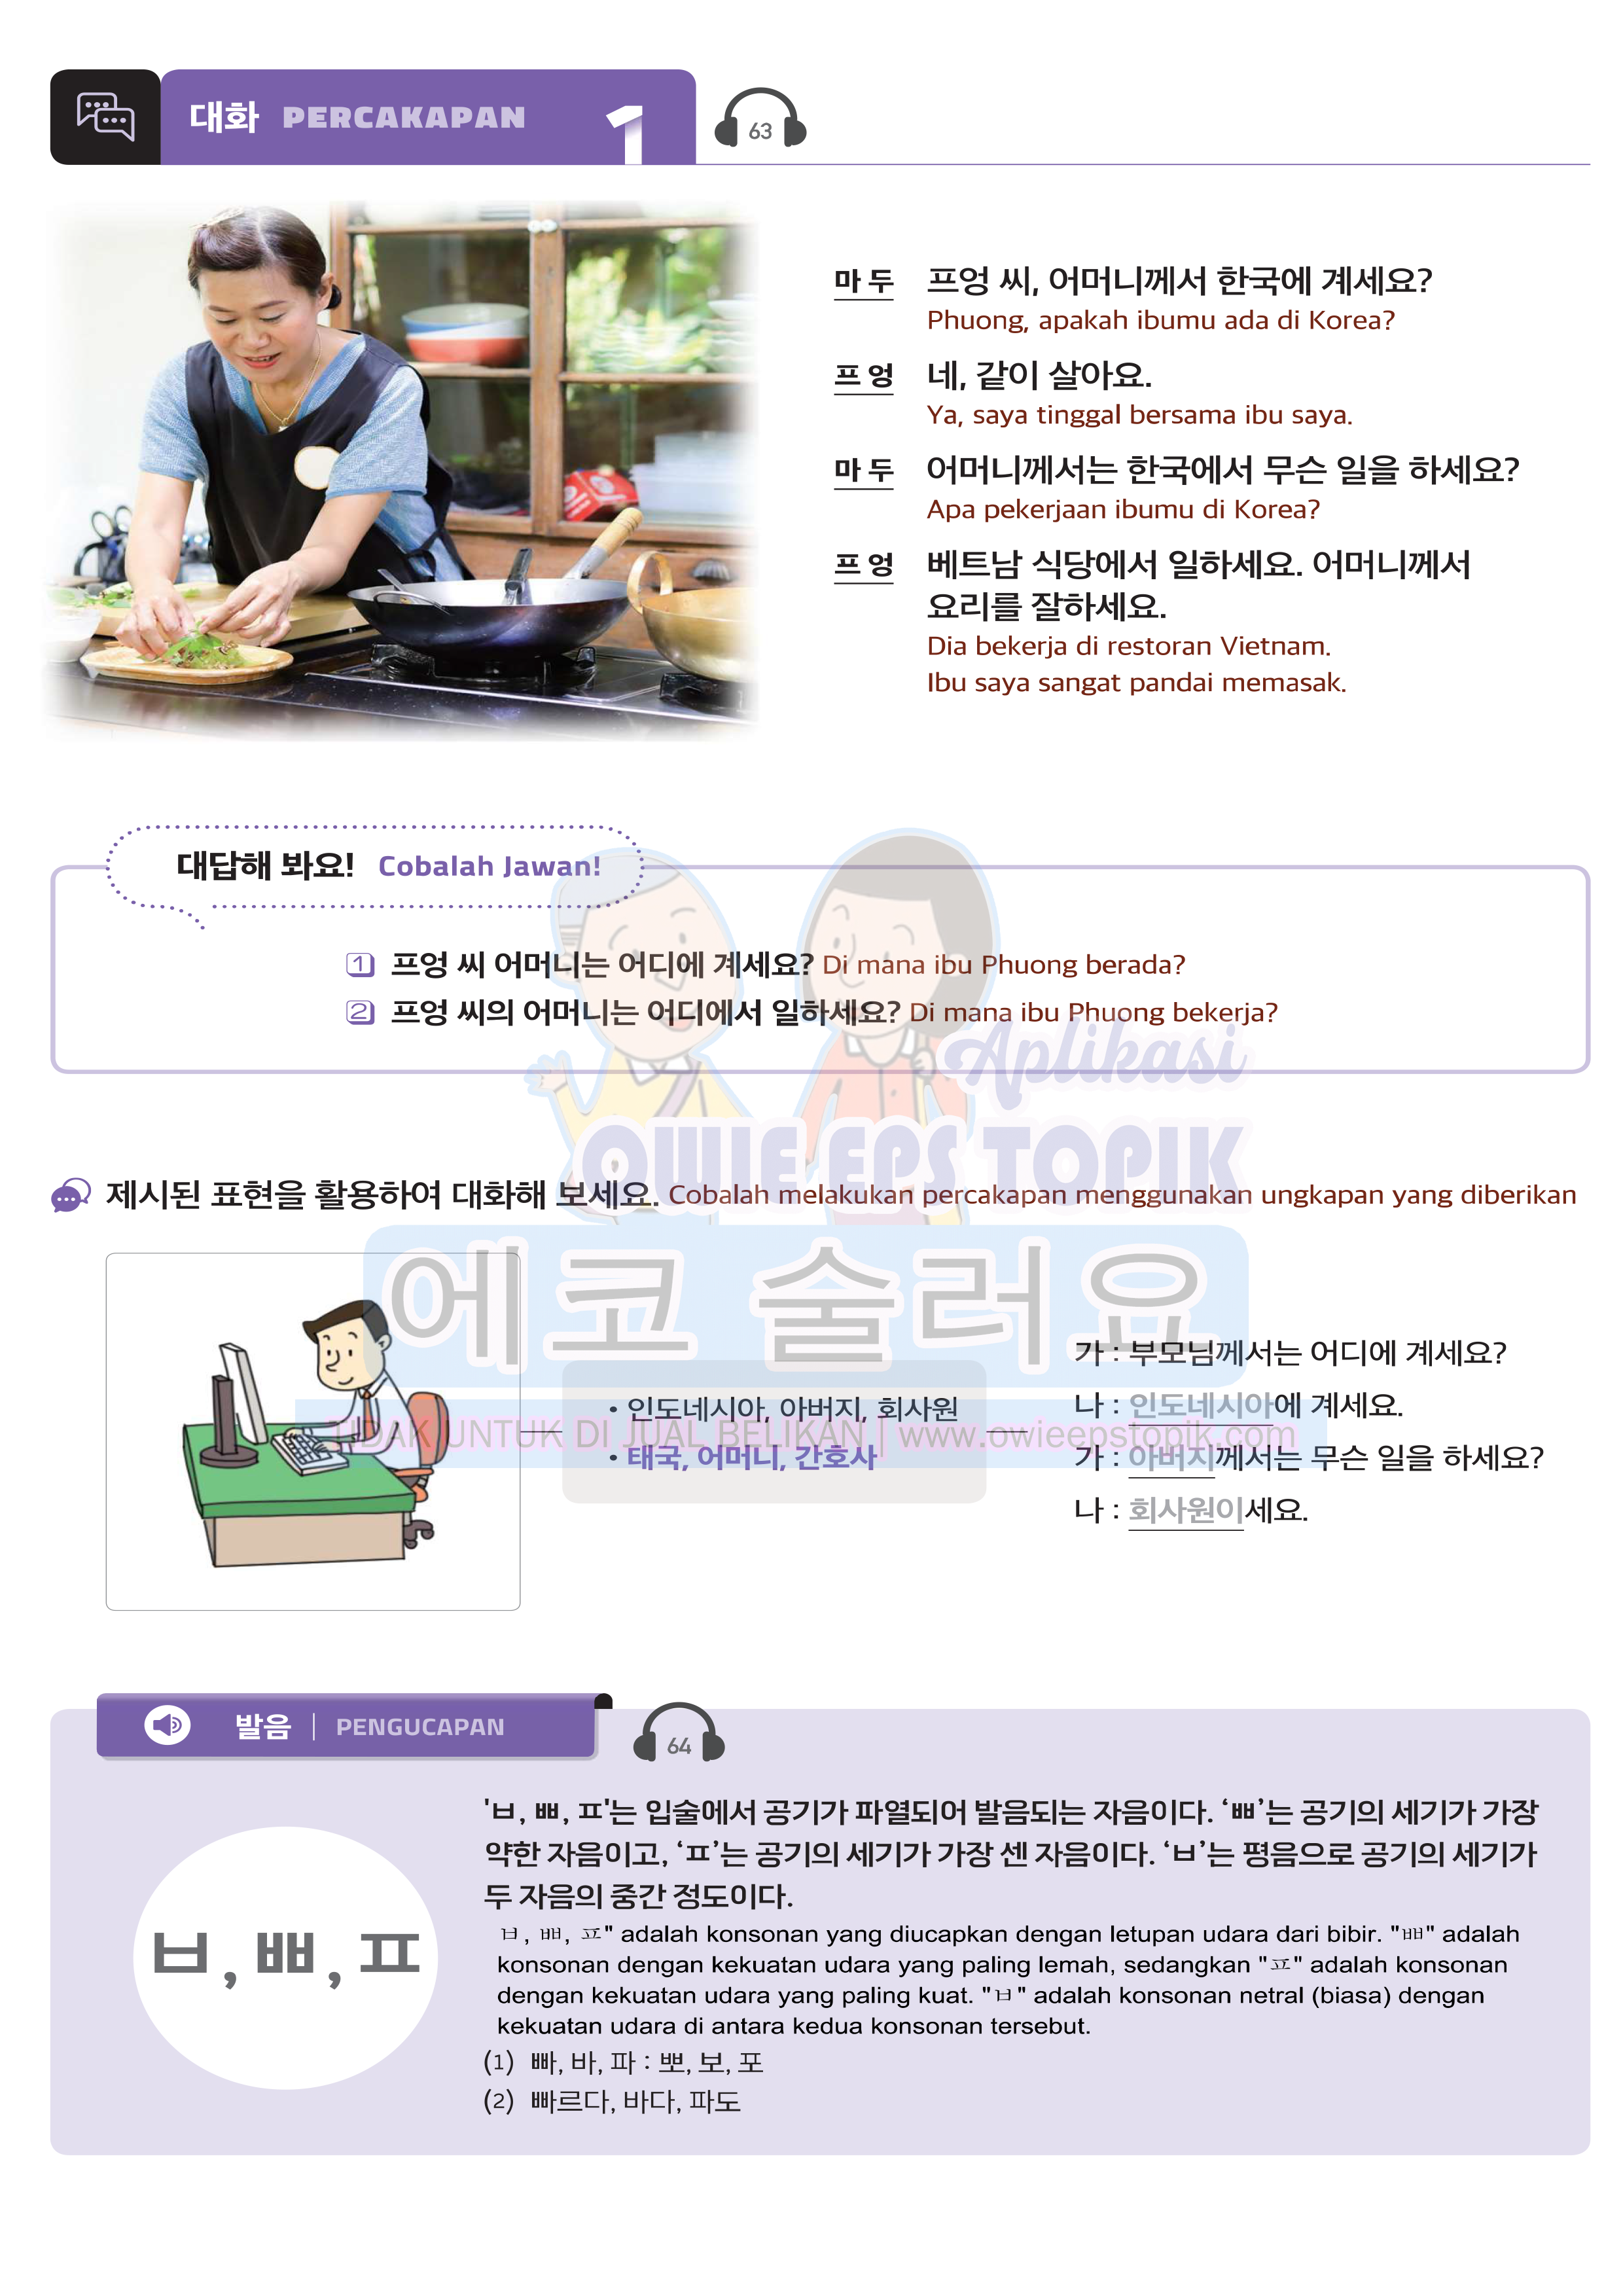 대화 PERCAKAPAN 1
63
마두 프엉 씨, 어머니께서 한국에 계세요?
Phuong, apakah ibumu ada di Korea?
프엉 네, 같이 살아요.
Ya, saya tinggal bersama ibu saya.
마두 어머니께서는 한국에서 무슨 일을 하세요?
Apa pekerjaan ibumu di Korea?
프엉 베트남 식당에서 일하세요. 어머니께서
요리를 잘하세요.
Dia bekerja di restoran Vietnam.
Ibu saya sangat pandai memasak.
대답해 봐요! Cobalah Jawan!
1 프엉 씨 어머니는 어디에 계세요? Di mana ibu Phuong berada?
2 프엉 씨의 어머니는 어디에서 일하세요? Di mana ibu Phuong bekerja?
Aplikasi
OWIE EPS TOPIK
제시된 표현을 활용하여 대화해 보세요. Cobalah melakukan percakapan menggunakan ungkapan yang diberikan
에코 술러요
가 : 부모님께서는 어디에 계세요?
• 인도네시아, 아버지, 회사원
나 : 인도네시아에 계세요.
TIDAK UNTUK DI JUAL BELIKAN | www.owieepstopik.com
• 태국, 어머니, 간호사
가 : 아버지께서는 무슨 일을 하세요?
나 : 회사원이세요.
발음 | PENGUCAPAN
64
'ㅂ, ㅃ, ㅍ'는 입술에서 공기가 파열되어 발음되는 자음이다. ‘ㅃ’는 공기의 세기가 가장
약한 자음이고, ‘ㅍ’는 공기의 세기가 가장 센 자음이다. ‘ㅂ’는 평음으로 공기의 세기가
두 자음의 중간 정도이다.
ㅂ, ㅃ, ㅍ" adalah konsonan yang diucapkan dengan letupan udara dari bibir. "ㅃ" adalah
konsonan dengan kekuatan udara yang paling lemah, sedangkan "ㅍ" adalah konsonan
dengan kekuatan udara yang paling kuat. "ㅂ" adalah konsonan netral (biasa) dengan
kekuatan udara di antara kedua konsonan tersebut.
ㅂ, ㅃ, ㅍ
(1) 빠, 바, 파 : 뽀, 보, 포
(2) 빠르다, 바다, 파도